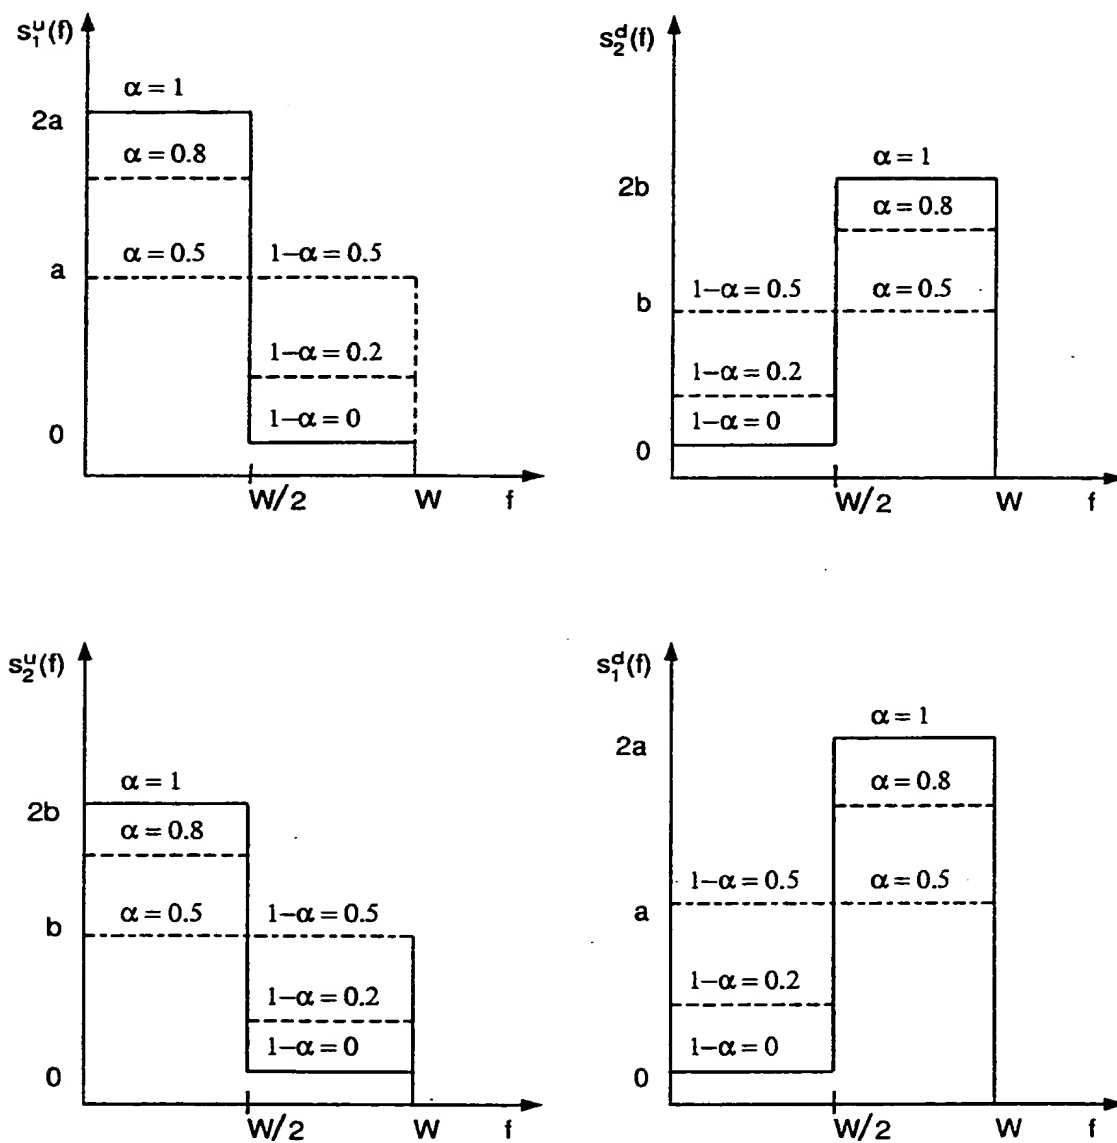 s₁ᵘ(f)
α = 1
2a
α = 0.8
α = 0.5
1−α = 0.5
a
1−α = 0.2
1−α = 0
0
W/2
W
f
s₂ᵈ(f)
α = 1
2b
α = 0.8
1−α = 0.5
α = 0.5
b
1−α = 0.2
1−α = 0
0
W/2
W
f
s₂ᵘ(f)
α = 1
2b
α = 0.8
α = 0.5
1−α = 0.5
b
1−α = 0.2
1−α = 0
0
W/2
W
f
s₁ᵈ(f)
α = 1
2a
α = 0.8
1−α = 0.5
α = 0.5
a
1−α = 0.2
1−α = 0
0
W/2
W
f